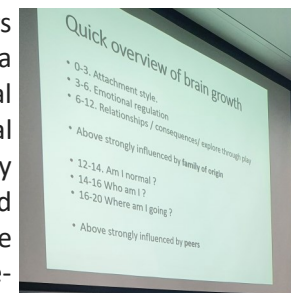 s
a
al
al
y
d
e
e-
Quick overview of brain growth
• 0-3. Attachment style.
• 3-6. Emotional regulation
• 6-12. Relationships / consequences/ explore through play
• Above strongly influenced by family of origin
• 12-14. Am I normal ?
• 14-16 Who am I ?
• 16-20 Where am I going ?
• Above strongly influenced by peers